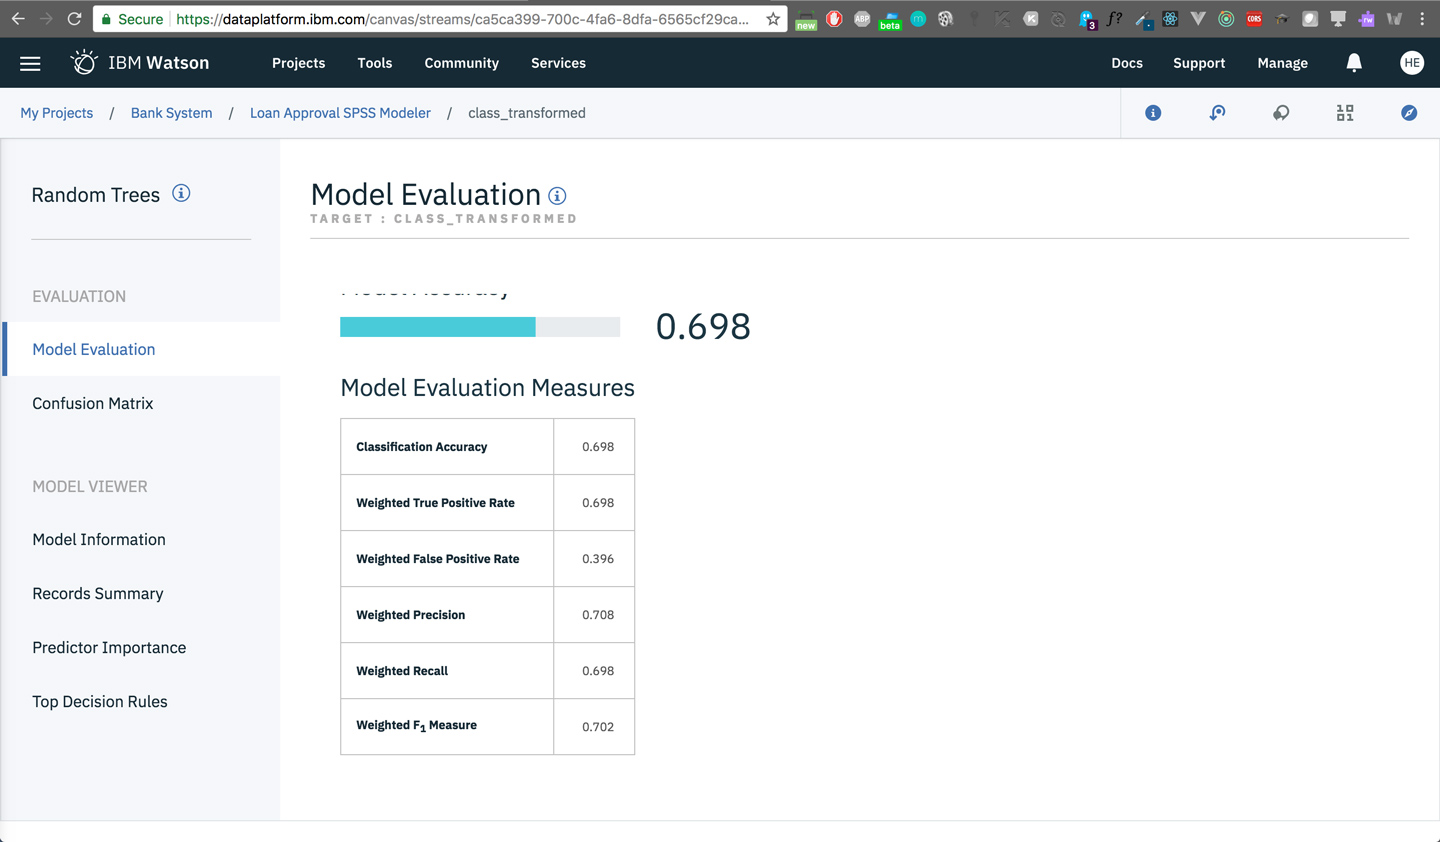 Secure https://dataplatform.ibm.com/canvas/streams/ca5ca399-700c-4fa6-8dfa-6565cf29ca...
new
ABP
beta
3
f?
CORS
rw
IBM Watson Projects Tools Community Services Docs Support Manage HE
My Projects / Bank System / Loan Approval SPSS Modeler / class_transformed
Random Trees
EVALUATION
Model Evaluation
Confusion Matrix
MODEL VIEWER
Model Information
Records Summary
Predictor Importance
Top Decision Rules
Model Evaluation
TARGET : CLASS_TRANSFORMED
Model Accuracy
0.698
Model Evaluation Measures
Classification Accuracy 0.698
Weighted True Positive Rate 0.698
Weighted False Positive Rate 0.396
Weighted Precision 0.708
Weighted Recall 0.698
Weighted F1 Measure 0.702